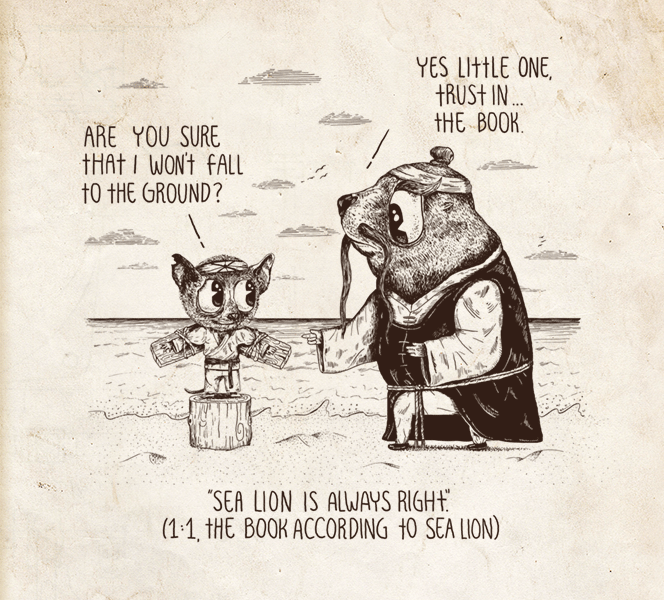 ARE YOU SURE
THAT I WON'T FALL
TO THE GROUND?
YES LITTLE ONE,
TRUST IN...
THE BOOK.
"SEA LION IS ALWAYS RIGHT".
(1:1, THE BOOK ACCORDING TO SEA LION)